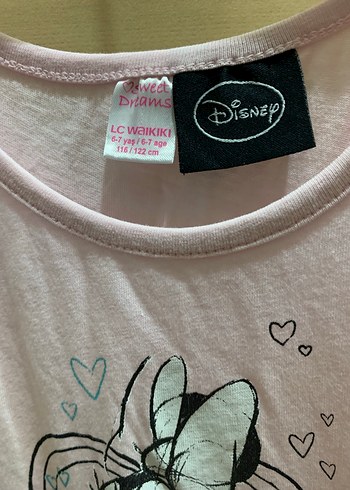 Sweet
Dreams
LC WAIKIKI
6-7 yaş / 6-7 age
116 / 122 cm
Disney